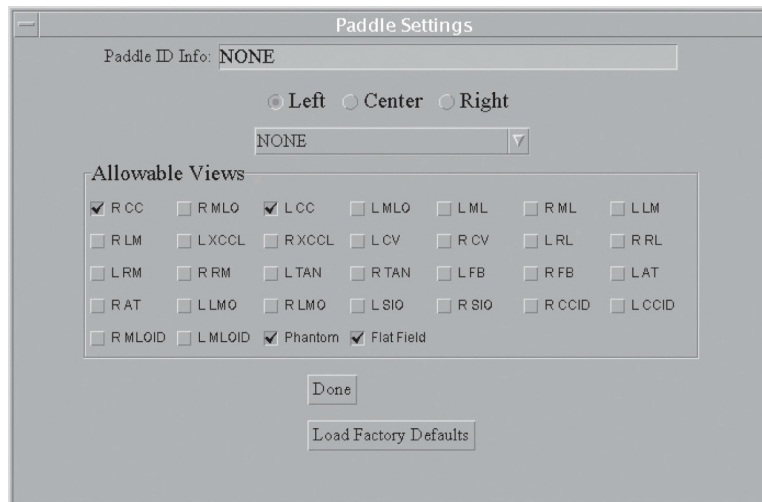 Paddle Settings
Paddle ID Info: NONE
Left Center Right
NONE
Allowable Views
R CC R MLO L CC L MLO L ML R ML L LM
R LM L XCCL R XCCL L CV R CV L RL R RL
L RM R RM L TAN R TAN L FB R FB L AT
R AT L LMO R LMO L SIO R SIO R CCID L CCID
R MLOID L MLOID Phantom Flat Field
Done
Load Factory Defaults